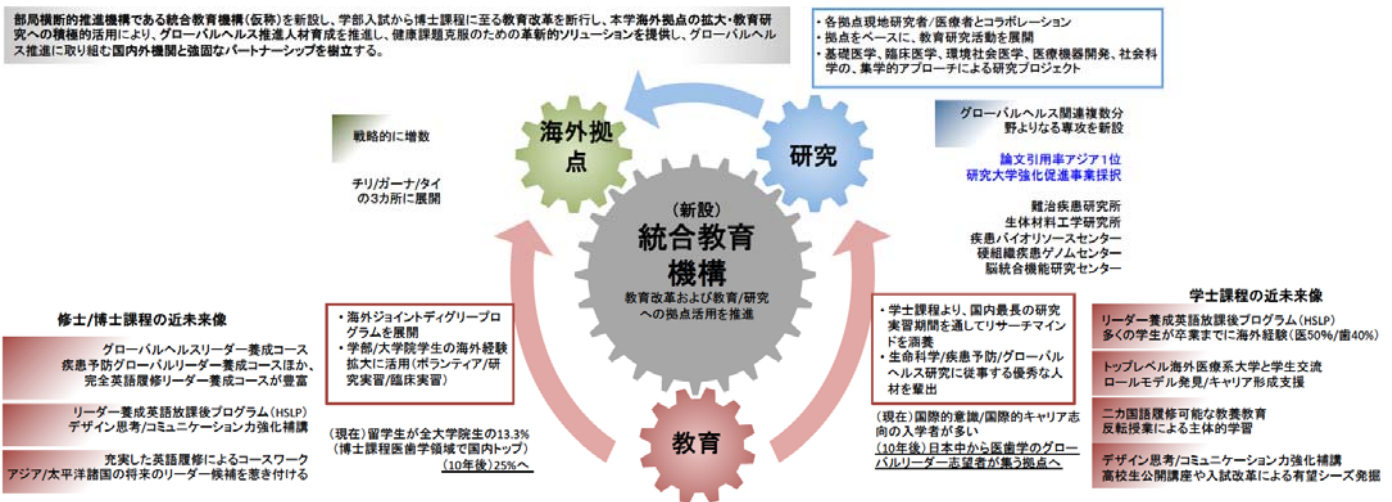 部局横断的推進機構である統合教育機構(仮称)を新設し、学部入試から博士課程に至る教育改革を断行し、本学海外拠点の拡大・教育研
究への積極的活用により、グローバルヘルス推進人材育成を推進し、健康課題克服のための革新的ソリューションを提供し、グローバルヘル
ス推進に取り組む国内外機関と強固なパートナーシップを樹立する。
・各拠点現地研究者/医療者とコラボレーション
・拠点をベースに、教育研究活動を展開
・基礎医学、臨床医学、環境社会医学、医療機器開発、社会科
学の、集学的アプローチによる研究プロジェクト
戦略的に増数
チリ/ガーナ/タイ
の3カ所に展開
海外拠
点
研究
グローバルヘルス関連複数分
野よりなる専攻を新設
論文引用率アジア1位
研究大学強化促進事業採択
難治疾患研究所
生体材料工学研究所
疾患バイオリソースセンター
硬組織疾患ゲノムセンター
脳統合機能研究センター
(新設)
統合教育
機構
教育改革および教育/研究
への拠点活用を推進
修士/博士課程の近未来像
グローバルヘルスリーダー養成コース
疾患予防グローバルリーダー養成コースほか、
完全英語履修リーダー養成コースが豊富
リーダー養成英語放課後プログラム(HSLP)
デザイン思考/コミュニケーション力強化補講
充実した英語履修によるコースワーク
アジア/太平洋諸国の将来のリーダー候補を惹き付ける
・海外ジョイントディグリープロ
グラムを展開
・学部/大学院学生の海外経験
拡大に活用(ボランティア/研
究実習/臨床実習)
(現在)留学生が全大学院生の13.3%
(博士課程医歯学領域で国内トップ)
(10年後)25%へ
教育
・学士課程より、国内最長の研究
実習期間を通してリサーチマイン
ドを涵養
・生命科学/疾患予防/グローバル
ヘルス研究に従事する優秀な人
材を輩出
(現在)国際的意識/国際的キャリア志
向の入学者が多い
(10年後)日本中から医歯学のグロー
バルリーダー志望者が集う拠点へ
学士課程の近未来像
リーダー養成英語放課後プログラム(HSLP)
多くの学生が卒業までに海外経験(医50%/歯40%)
トップレベル海外医療系大学と学生交流
ロールモデル発見/キャリア形成支援
二カ国語履修可能な教養教育
反転授業による主体的学習
デザイン思考/コミュニケーション力強化補講
高校生公開講座や入試改革による有望シーズ発掘